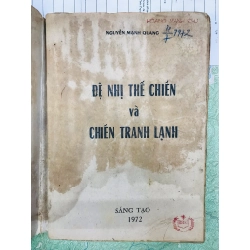 NGUYỄN MẠNH QUANG
ĐỆ NHỊ THẾ CHIẾN
và
CHIẾN TRANH LẠNH
SÁNG TẠO
1972